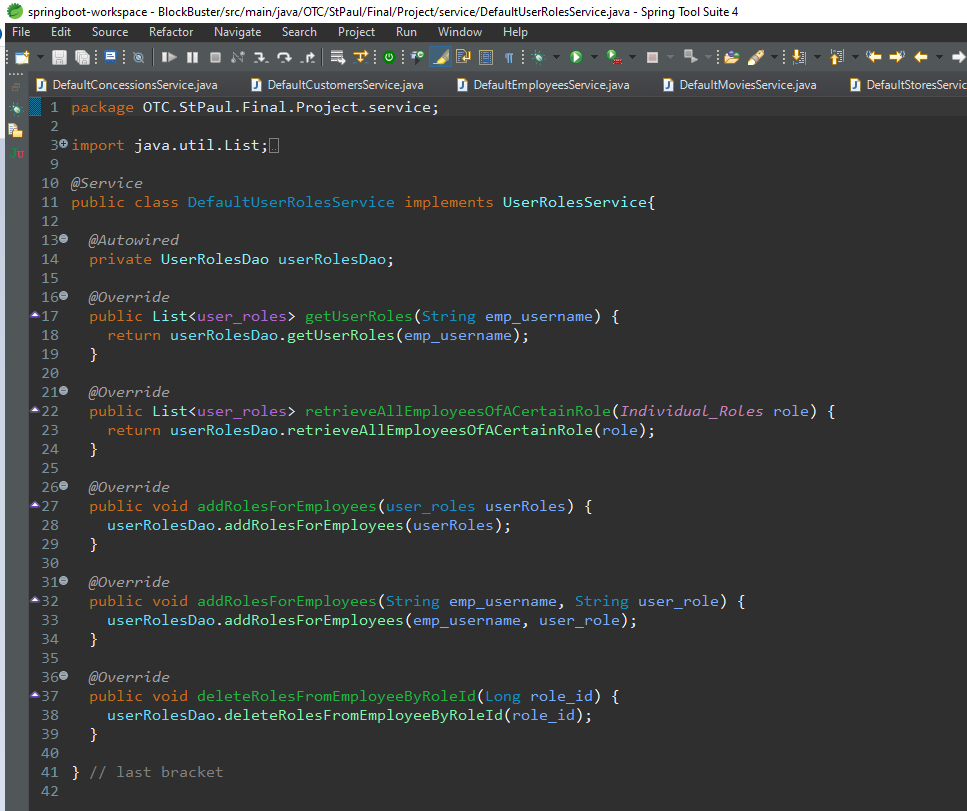 springboot-workspace - BlockBuster/src/main/java/OTC/StPaul/Final/Project/service/DefaultUserRolesService.java - Spring Tool Suite 4
File Edit Source Refactor Navigate Search Project Run Window Help
DefaultConcessionsService.java DefaultCustomersService.java DefaultEmployeesService.java DefaultMoviesService.java DefaultStoresServic
1 package OTC.StPaul.Final.Project.service;
2
3 import java.util.List;
9
10 @Service
11 public class DefaultUserRolesService implements UserRolesService{
12
13 @Autowired
14 private UserRolesDao userRolesDao;
15
16 @Override
17 public List<user_roles> getUserRoles(String emp_username) {
18 return userRolesDao.getUserRoles(emp_username);
19 }
20
21 @Override
22 public List<user_roles> retrieveAllEmployeesOfACertainRole(Individual_Roles role) {
23 return userRolesDao.retrieveAllEmployeesOfACertainRole(role);
24 }
25
26 @Override
27 public void addRolesForEmployees(user_roles userRoles) {
28 userRolesDao.addRolesForEmployees(userRoles);
29 }
30
31 @Override
32 public void addRolesForEmployees(String emp_username, String user_role) {
33 userRolesDao.addRolesForEmployees(emp_username, user_role);
34 }
35
36 @Override
37 public void deleteRolesFromEmployeeByRoleId(Long role_id) {
38 userRolesDao.deleteRolesFromEmployeeByRoleId(role_id);
39 }
40
41 } // last bracket
42